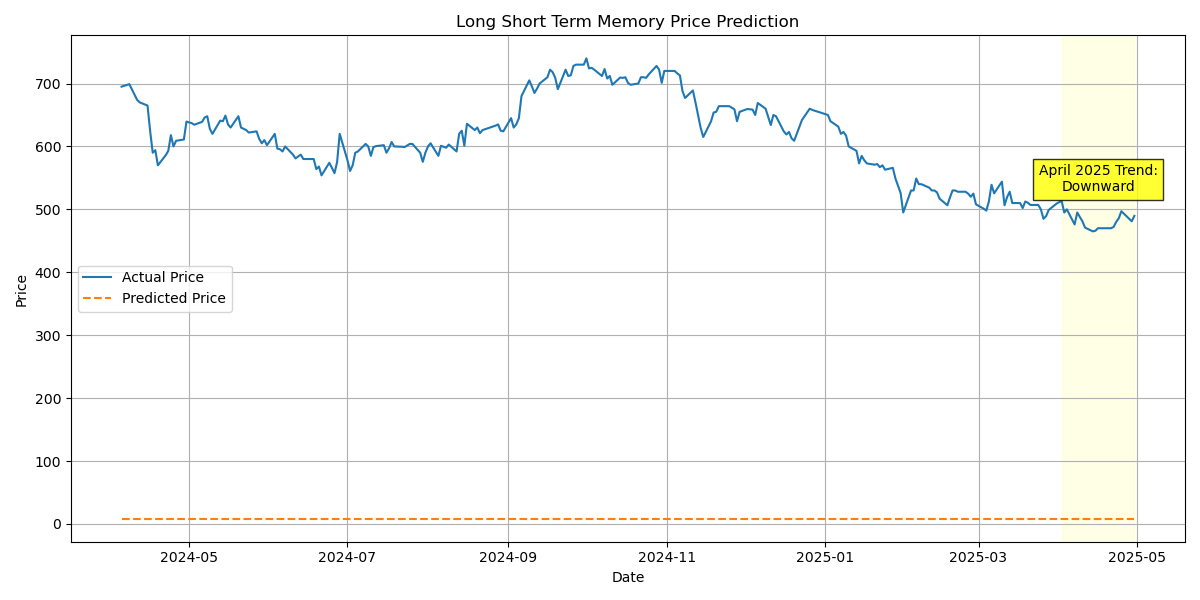 Long Short Term Memory Price Prediction
700
600
500
400
300
200
100
0
Price
April 2025 Trend:
Downward
Actual Price
Predicted Price
2024-05
2024-07
2024-09
2024-11
2025-01
2025-03
2025-05
Date